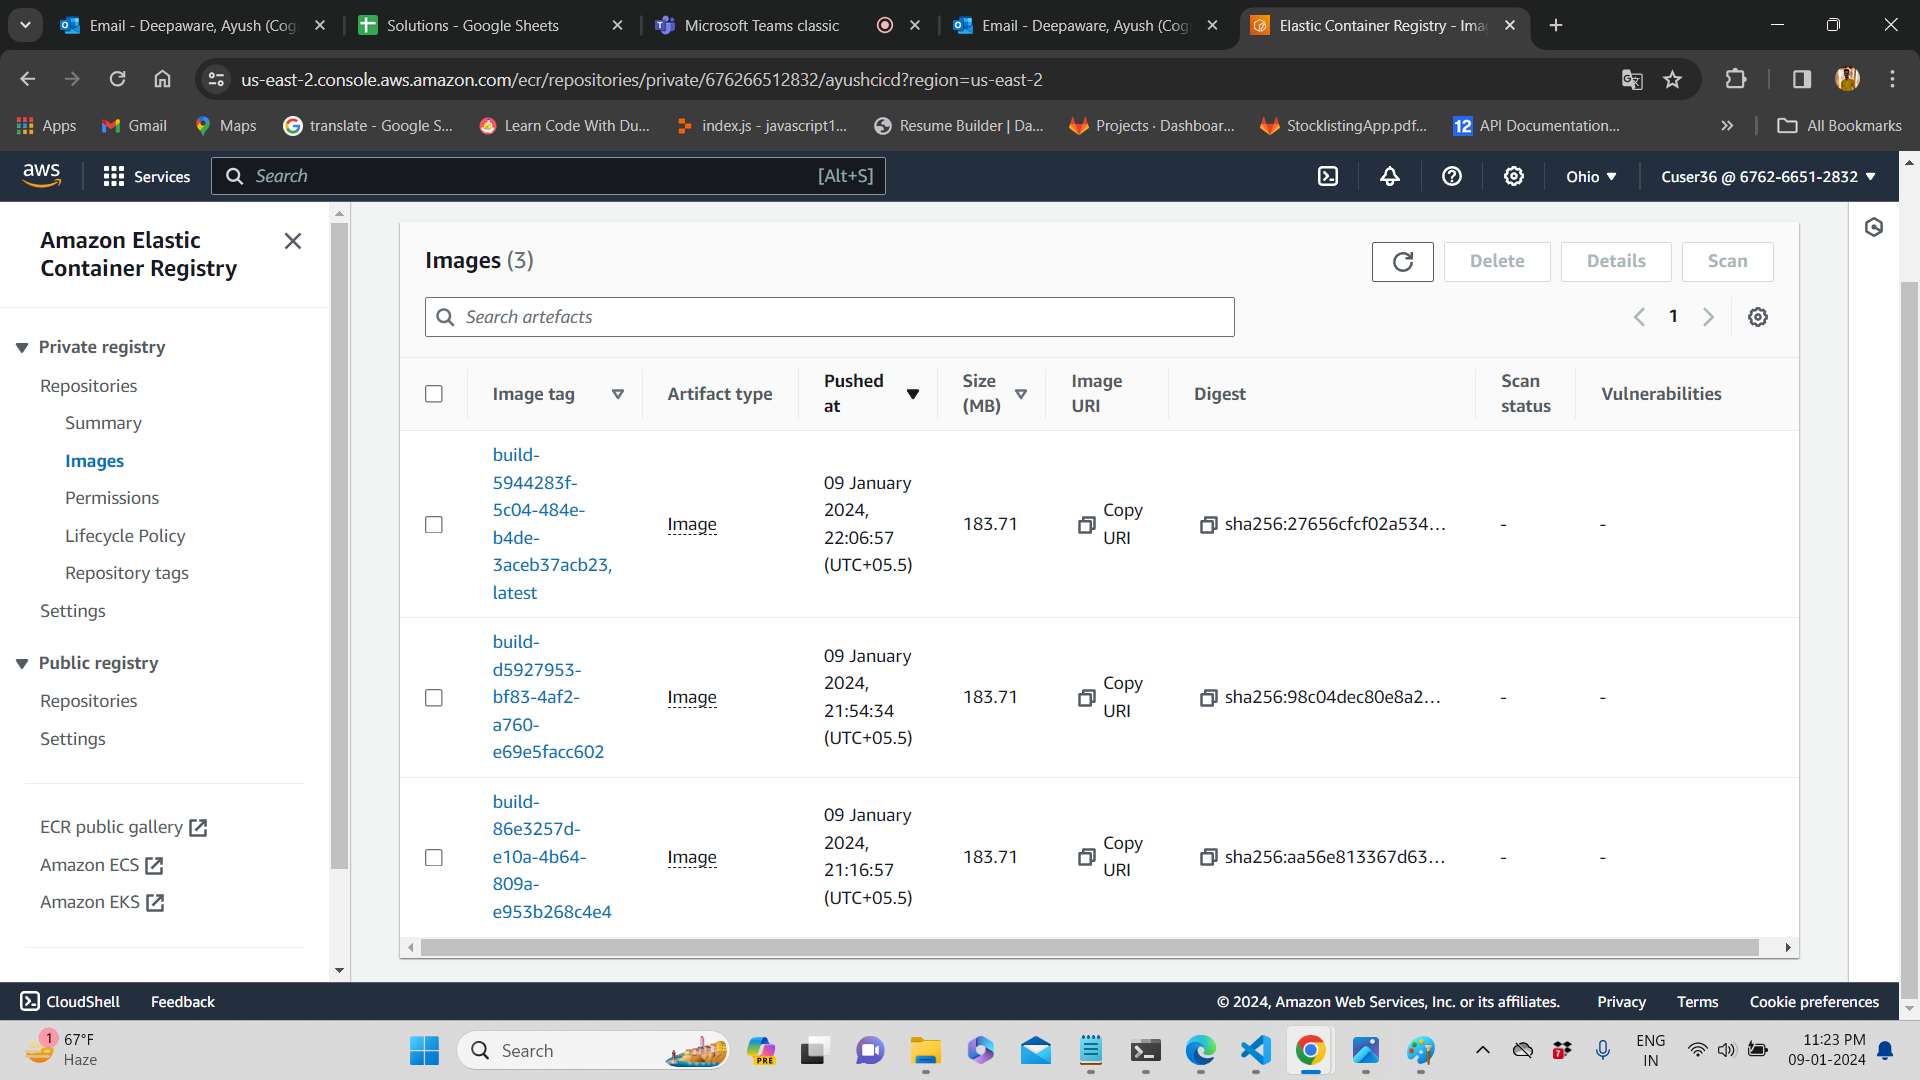 Email - Deepaware, Ayush (Cog
Solutions - Google Sheets
Microsoft Teams classic
Email - Deepaware, Ayush (Cog
Elastic Container Registry - Ima
us-east-2.console.aws.amazon.com/ecr/repositories/private/676266512832/ayushcicd?region=us-east-2
Apps
Gmail
Maps
translate - Google S...
Learn Code With Du...
index.js - javascript1...
Resume Builder | Da...
Projects · Dashboar...
StocklistingApp.pdf...
12 API Documentation...
All Bookmarks
aws
Services
Search
[Alt+S]
Ohio
Cuser36 @ 6762-6651-2832
Amazon Elastic
Container Registry
Private registry
Repositories
Summary
Images
Permissions
Lifecycle Policy
Repository tags
Settings
Public registry
Repositories
Settings
ECR public gallery
Amazon ECS
Amazon EKS
Images (3)
Delete
Details
Scan
Search artefacts
1
Image tag
Artifact type
Pushed
at
Size
(MB)
Image
URI
Digest
Scan
status
Vulnerabilities
build-
5944283f-
5c04-484e-
b4de-
3aceb37acb23,
latest
Image
09 January
2024,
22:06:57
(UTC+05.5)
183.71
Copy
URI
sha256:27656cfcf02a534...
-
-
build-
d5927953-
bf83-4af2-
a760-
e69e5facc602
Image
09 January
2024,
21:54:34
(UTC+05.5)
183.71
Copy
URI
sha256:98c04dec80e8a2...
-
-
build-
86e3257d-
e10a-4b64-
809a-
e953b268c4e4
Image
09 January
2024,
21:16:57
(UTC+05.5)
183.71
Copy
URI
sha256:aa56e813367d63...
-
-
CloudShell
Feedback
© 2024, Amazon Web Services, Inc. or its affiliates.
Privacy
Terms
Cookie preferences
1
67°F
Haze
Search
PRE
7
ENG
IN
11:23 PM
09-01-2024